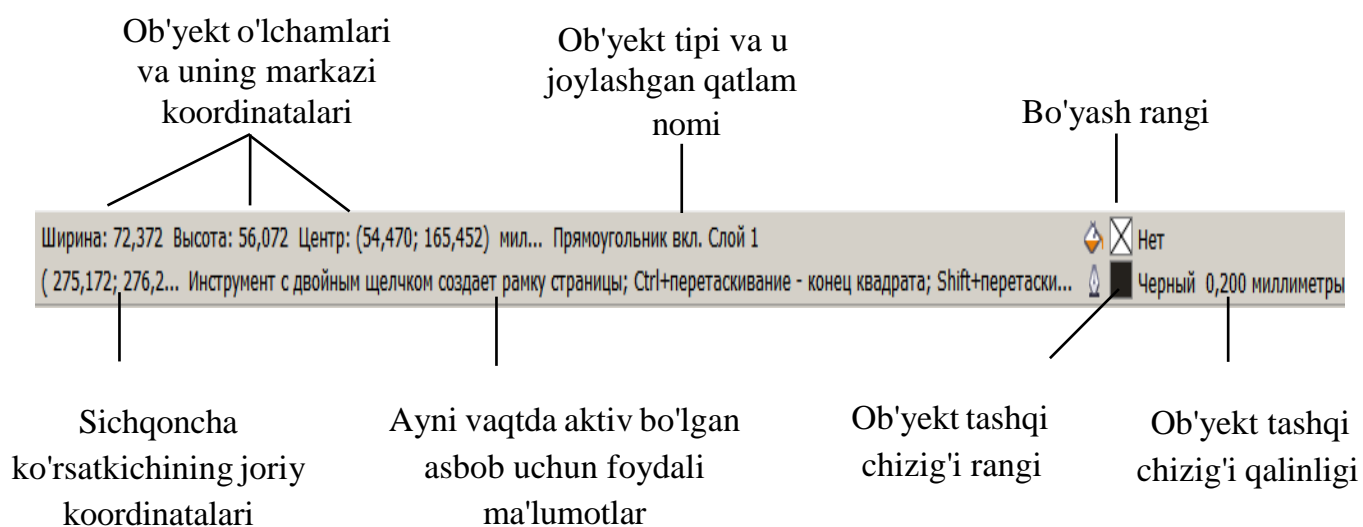 Ob'yekt o'lchamlari
va uning markazi
koordinatalari
Ob'yekt tipi va u
joylashgan qatlam
nomi
Bo'yash rangi
Ширина: 72,372 Высота: 56,072 Центр: (54,470; 165,452) мил... Прямоугольник вкл. Слой 1 Нет
( 275,172; 276,2... Инструмент с двойным щелчком создает рамку страницы; Ctrl+перетаскивание - конец квадрата; Shift+перетаски... Черный 0,200 миллиметры
Sichqoncha
ko'rsatkichining joriy
koordinatalari
Ayni vaqtda aktiv bo'lgan
asbob uchun foydali
ma'lumotlar
Ob'yekt tashqi
chizig'i rangi
Ob'yekt tashqi
chizig'i qalinligi